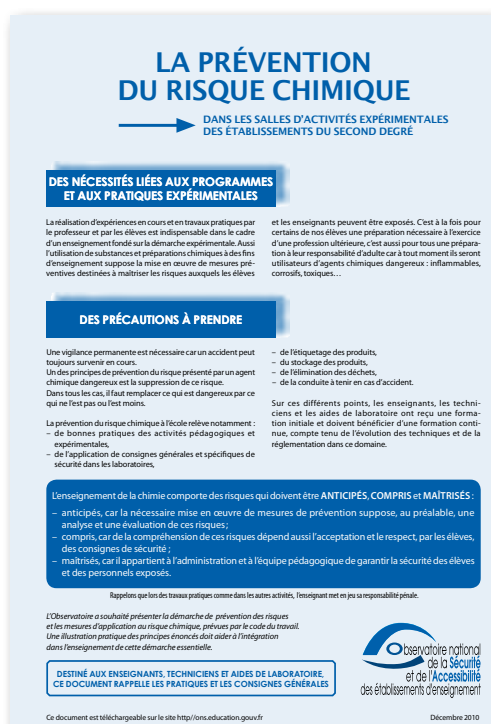 LA PRÉVENTION
DU RISQUE CHIMIQUE
DANS LES SALLES D'ACTIVITÉS EXPÉRIMENTALES
DES ÉTABLISSEMENTS DU SECOND DEGRÉ
DES NÉCESSITÉS LIÉES AUX PROGRAMMES
ET AUX PRATIQUES EXPÉRIMENTALES
La réalisation d'expériences en cours et en travaux pratiques par
le professeur et par les élèves est indispensable dans le cadre
d'un enseignement fondé sur la démarche expérimentale. Aussi
l'utilisation de substances et préparations chimiques à des fins
d'enseignement suppose la mise en œuvre de mesures pré-
ventives destinées à maîtriser les risques auxquels les élèves
et les enseignants peuvent être exposés. C'est à la fois pour
certains de nos élèves une préparation nécessaire à l'exercice
d'une profession ultérieure, c'est aussi pour tous une prépara-
tion à leur responsabilité d'adulte car à tout moment ils seront
utilisateurs d'agents chimiques dangereux : inflammables,
corrosifs, toxiques…
DES PRÉCAUTIONS À PRENDRE
Une vigilance permanente est nécessaire car un accident peut
toujours survenir en cours.
Un des principes de prévention du risque présenté par un agent
chimique dangereux est la suppression de ce risque.
Dans tous les cas, il faut remplacer ce qui est dangereux par ce
qui ne l'est pas ou l'est moins.
La prévention du risque chimique à l'école relève notamment :
– de bonnes pratiques des activités pédagogiques et
expérimentales,
– de l'application de consignes générales et spécifiques de
sécurité dans les laboratoires,
– de l'étiquetage des produits,
– du stockage des produits,
– de l'élimination des déchets,
– de la conduite à tenir en cas d'accident.
Sur ces différents points, les enseignants, les techni-
ciens et les aides de laboratoire ont reçu une forma-
tion initiale et doivent bénéficier d'une formation conti-
nue, compte tenu de l'évolution des techniques et de la
réglementation dans ce domaine.
L'enseignement de la chimie comporte des risques qui doivent être ANTICIPÉS, COMPRIS et MAÎTRISÉS :
– anticipés, car la nécessaire mise en œuvre de mesures de prévention suppose, au préalable, une
analyse et une évaluation de ces risques ;
– compris, car de la compréhension de ces risques dépend aussi l'acceptation et le respect, par les élèves,
des consignes de sécurité ;
– maîtrisés, car il appartient à l'administration et à l'équipe pédagogique de garantir la sécurité des élèves
et des personnels exposés.
Rappelons que lors des travaux pratiques comme dans les autres activités, l'enseignant met en jeu sa responsabilité pénale.
L'Observatoire a souhaité présenter la démarche de prévention des risques
et les mesures d'application au risque chimique, prévues par le code du travail.
Une illustration pratique des principes énoncés doit aider à l'intégration
dans l'enseignement de cette démarche essentielle.
DESTINÉ AUX ENSEIGNANTS, TECHNICIENS ET AIDES DE LABORATOIRE,
CE DOCUMENT RAPPELLE LES PRATIQUES ET LES CONSIGNES GÉNÉRALES
Observatoire national
de la Sécurité
et de l'Accessibilité
des établissements d'enseignement
Ce document est téléchargeable sur le site http//ons.education.gouv.fr
Décembre 2010